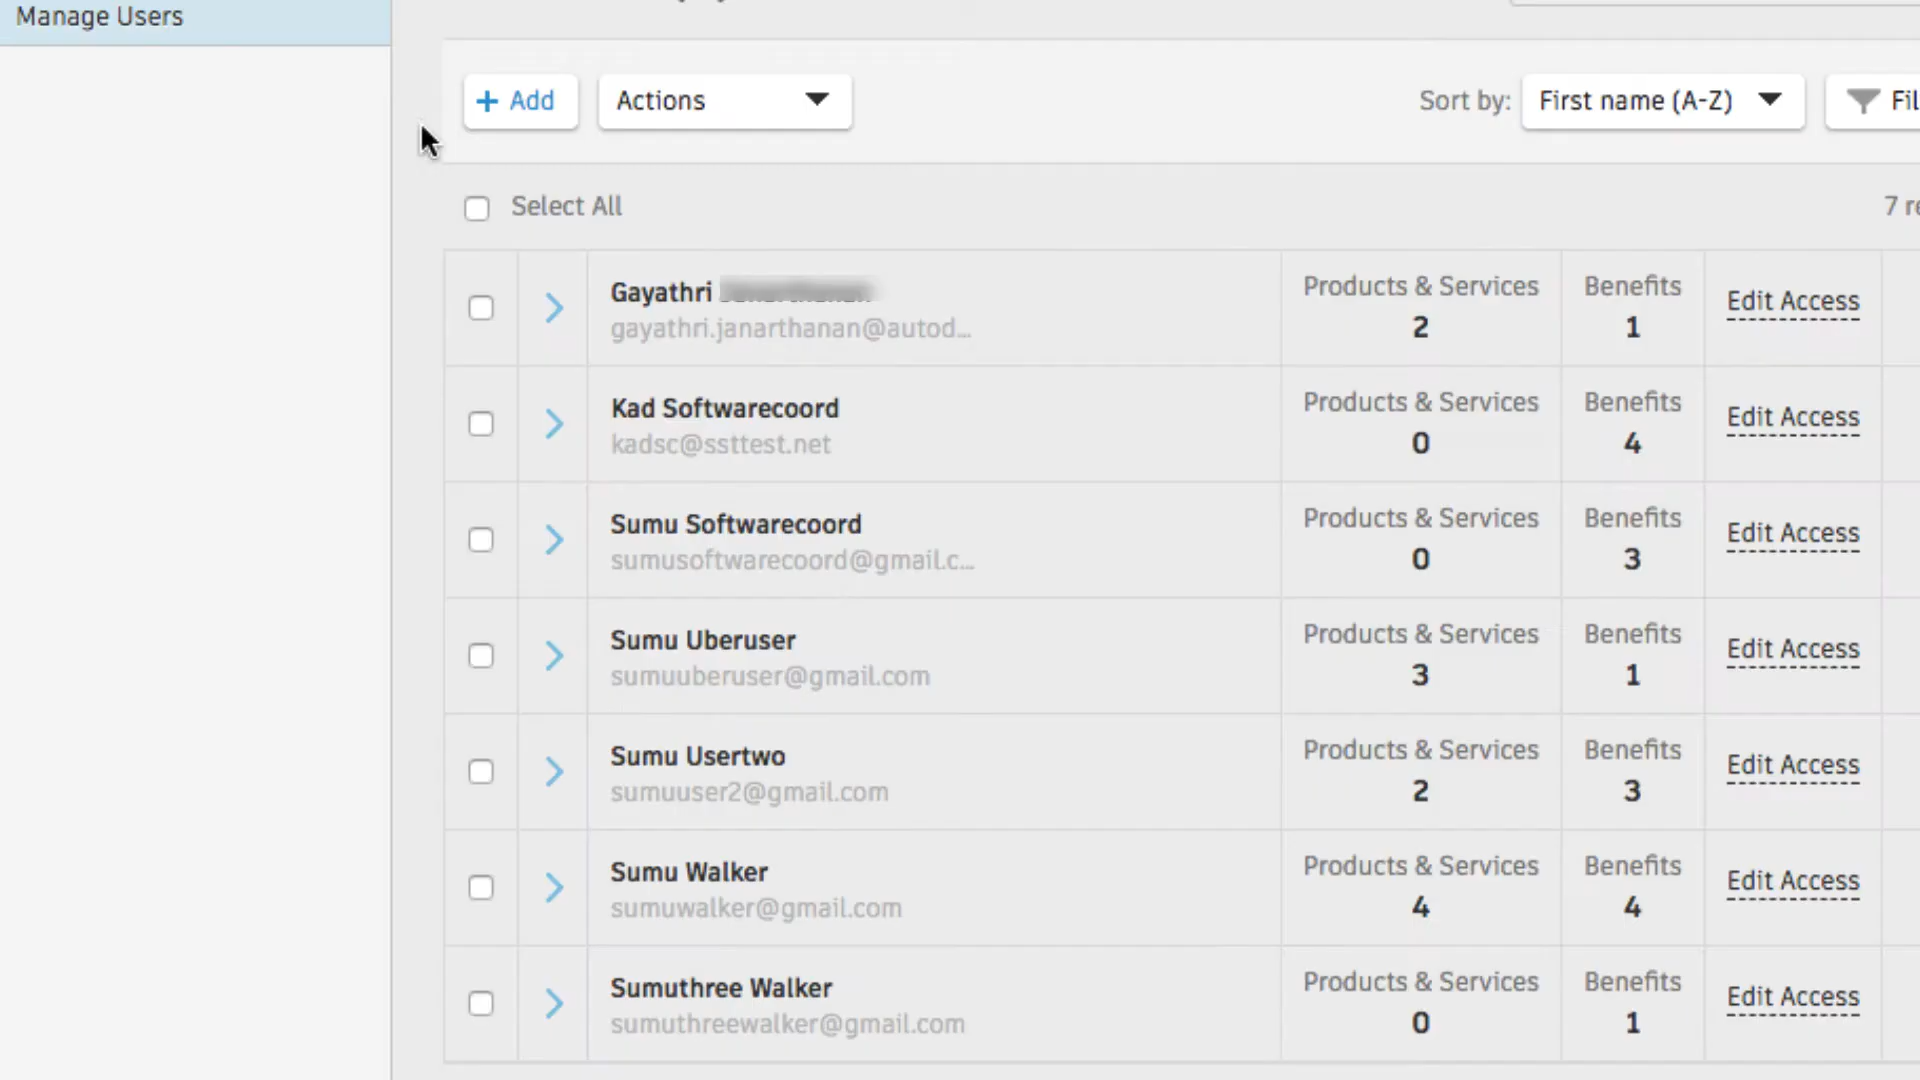 Manage Users
+ Add
Actions
Sort by:
First name (A-Z)
Fil
Select All
7 re
Gayathri
gayathri.janarthanan@autod...
Products & Services
2
Benefits
1
Edit Access
Kad Softwarecoord
kadsc@ssttest.net
Products & Services
0
Benefits
4
Edit Access
Sumu Softwarecoord
sumusoftwarecoord@gmail.c...
Products & Services
0
Benefits
3
Edit Access
Sumu Uberuser
sumuuberuser@gmail.com
Products & Services
3
Benefits
1
Edit Access
Sumu Usertwo
sumuuser2@gmail.com
Products & Services
2
Benefits
3
Edit Access
Sumu Walker
sumuwalker@gmail.com
Products & Services
4
Benefits
4
Edit Access
Sumuthree Walker
sumuthreewalker@gmail.com
Products & Services
0
Benefits
1
Edit Access